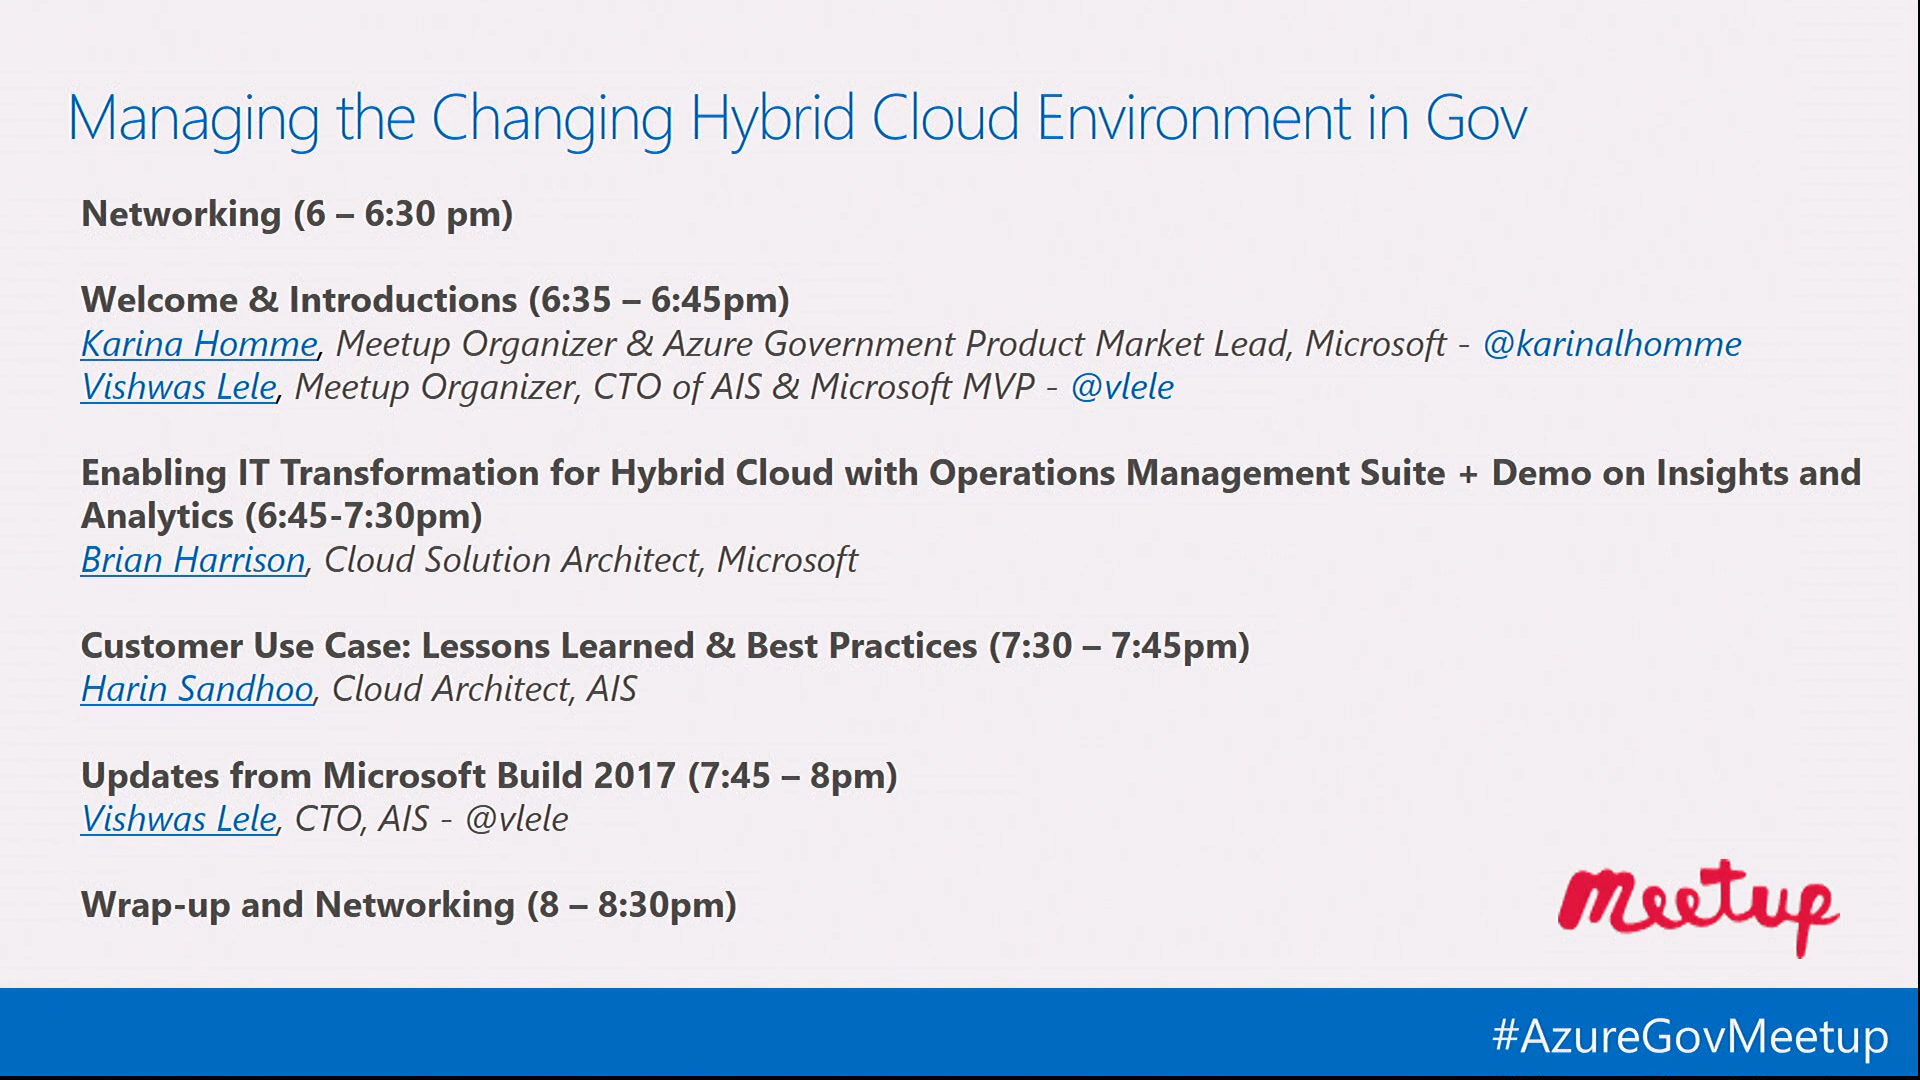 Managing the Changing Hybrid Cloud Environment in Gov
Networking (6 – 6:30 pm)
Welcome & Introductions (6:35 – 6:45pm)
Karina Homme, Meetup Organizer & Azure Government Product Market Lead, Microsoft - @karinalhomme
Vishwas Lele, Meetup Organizer, CTO of AIS & Microsoft MVP - @vlele
Enabling IT Transformation for Hybrid Cloud with Operations Management Suite + Demo on Insights and
Analytics (6:45-7:30pm)
Brian Harrison, Cloud Solution Architect, Microsoft
Customer Use Case: Lessons Learned & Best Practices (7:30 – 7:45pm)
Harin Sandhoo, Cloud Architect, AIS
Updates from Microsoft Build 2017 (7:45 – 8pm)
Vishwas Lele, CTO, AIS - @vlele
Wrap-up and Networking (8 – 8:30pm)
meetup
#AzureGovMeetup